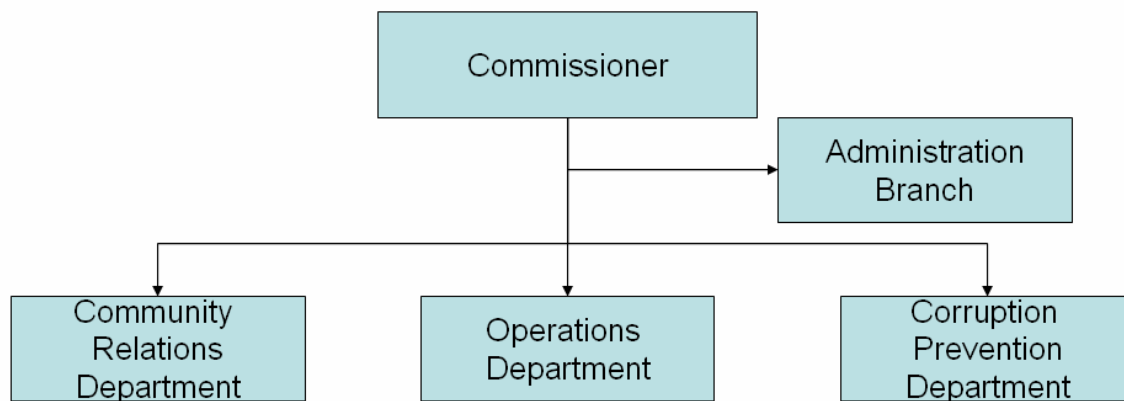 Commissioner
Administration
Branch
Community
Relations
Department
Operations
Department
Corruption
Prevention
Department